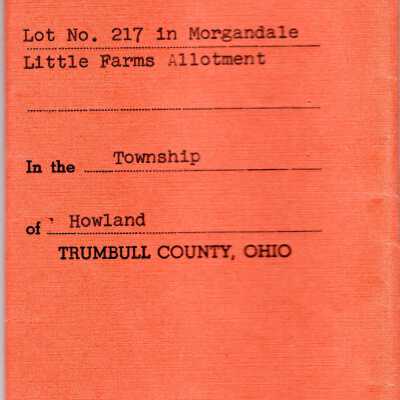 Lot No. 217 in Morgandale
Little Farms Allotment
In the Township
of Howland
TRUMBULL COUNTY, OHIO